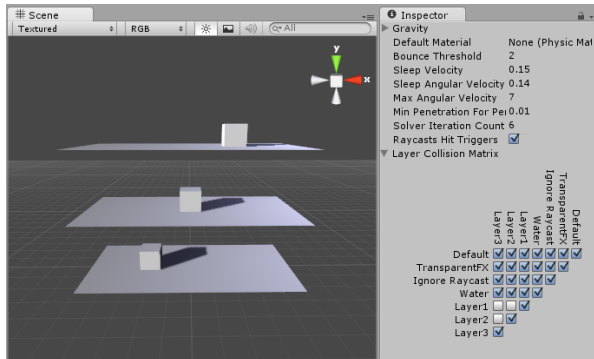 Scene
Textured
RGB
All
y
x
Inspector
Gravity
Default Material None (Physic Mat
Bounce Threshold 2
Sleep Velocity 0.15
Sleep Angular Velocity 0.14
Max Angular Velocity 7
Min Penetration For Pen 0.01
Solver Iteration Count 6
Raycasts Hit Triggers
Layer Collision Matrix
Layer3
Layer2
Layer1
Water
Ignore Raycast
TransparentFX
Default
Default
TransparentFX
Ignore Raycast
Water
Layer1
Layer2
Layer3